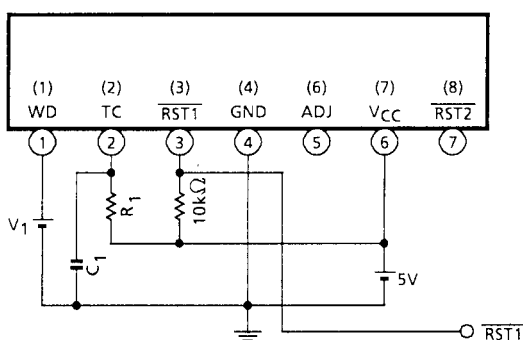 (1) (2) (3) (4) (6) (7) (8)
WD TC RST1 GND ADJ VCC RST2
1 2 3 4 5 6 7
V1
C1
R1
10kΩ
5V
RST1